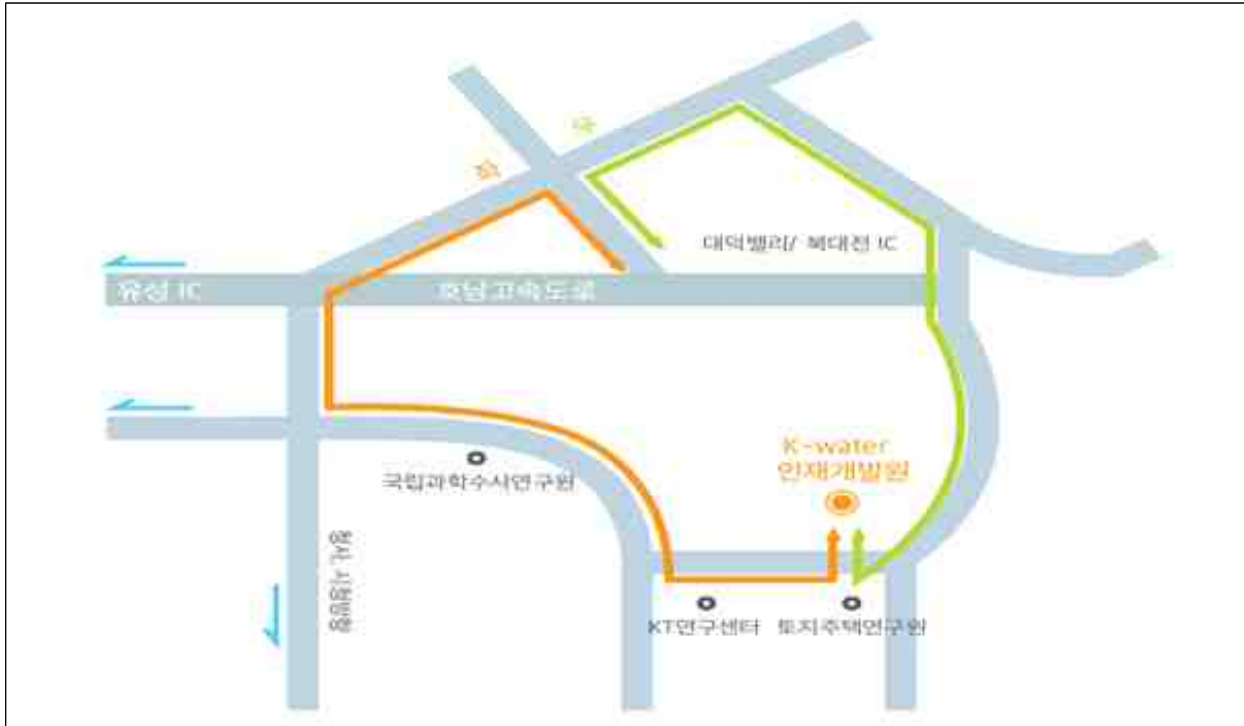 대덕밸리/ 북대전 IC
유성 IC
호남고속도로
K-water
인재개발원
국립과학수사연구원
KT연구센터
토지주택연구원